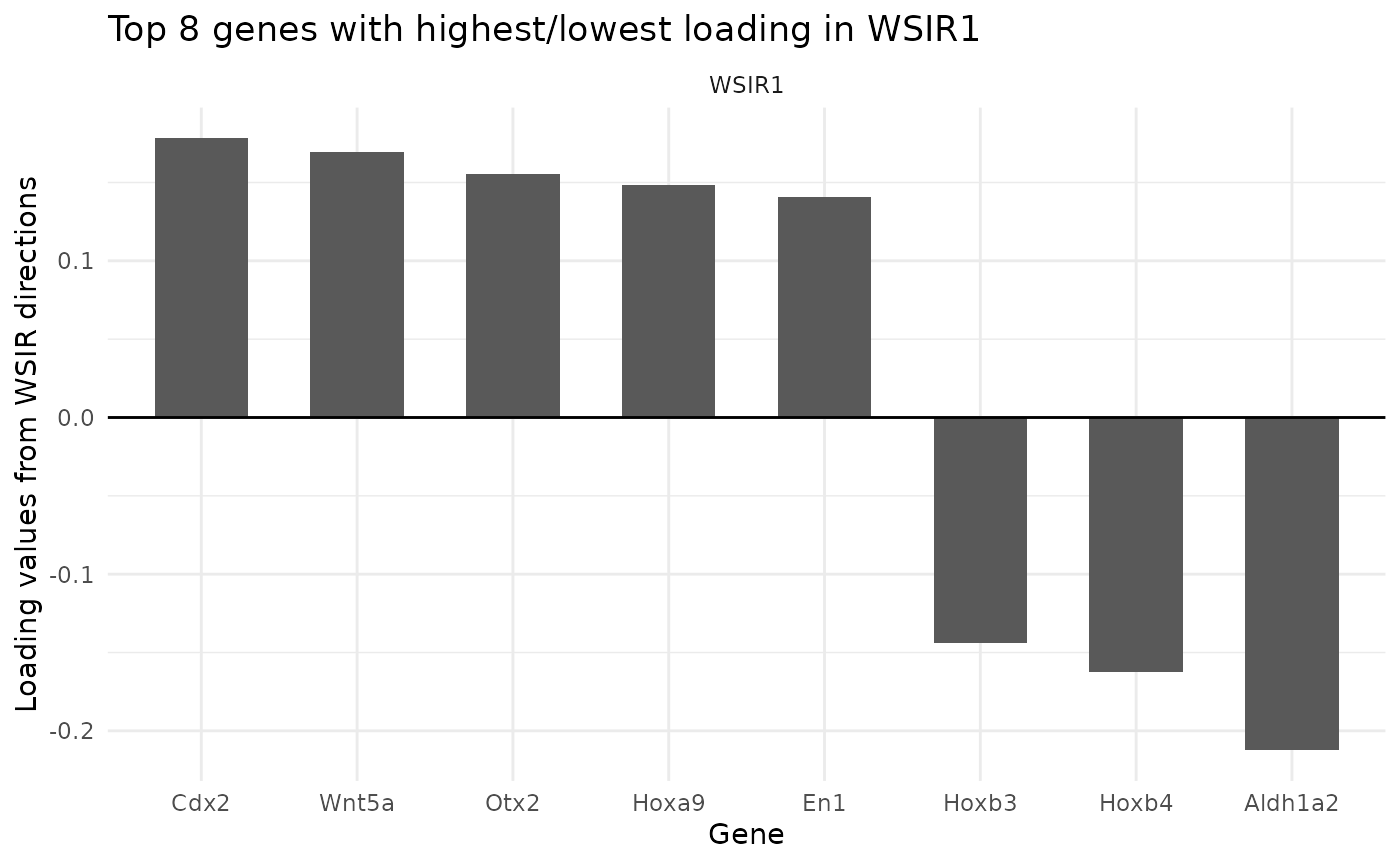 Top 8 genes with highest/lowest loading in WSIR1
WSIR1
Loading values from WSIR directions
0.1
0.0
-0.1
-0.2
Cdx2
Wnt5a
Otx2
Hoxa9
En1
Hoxb3
Hoxb4
Aldh1a2
Gene